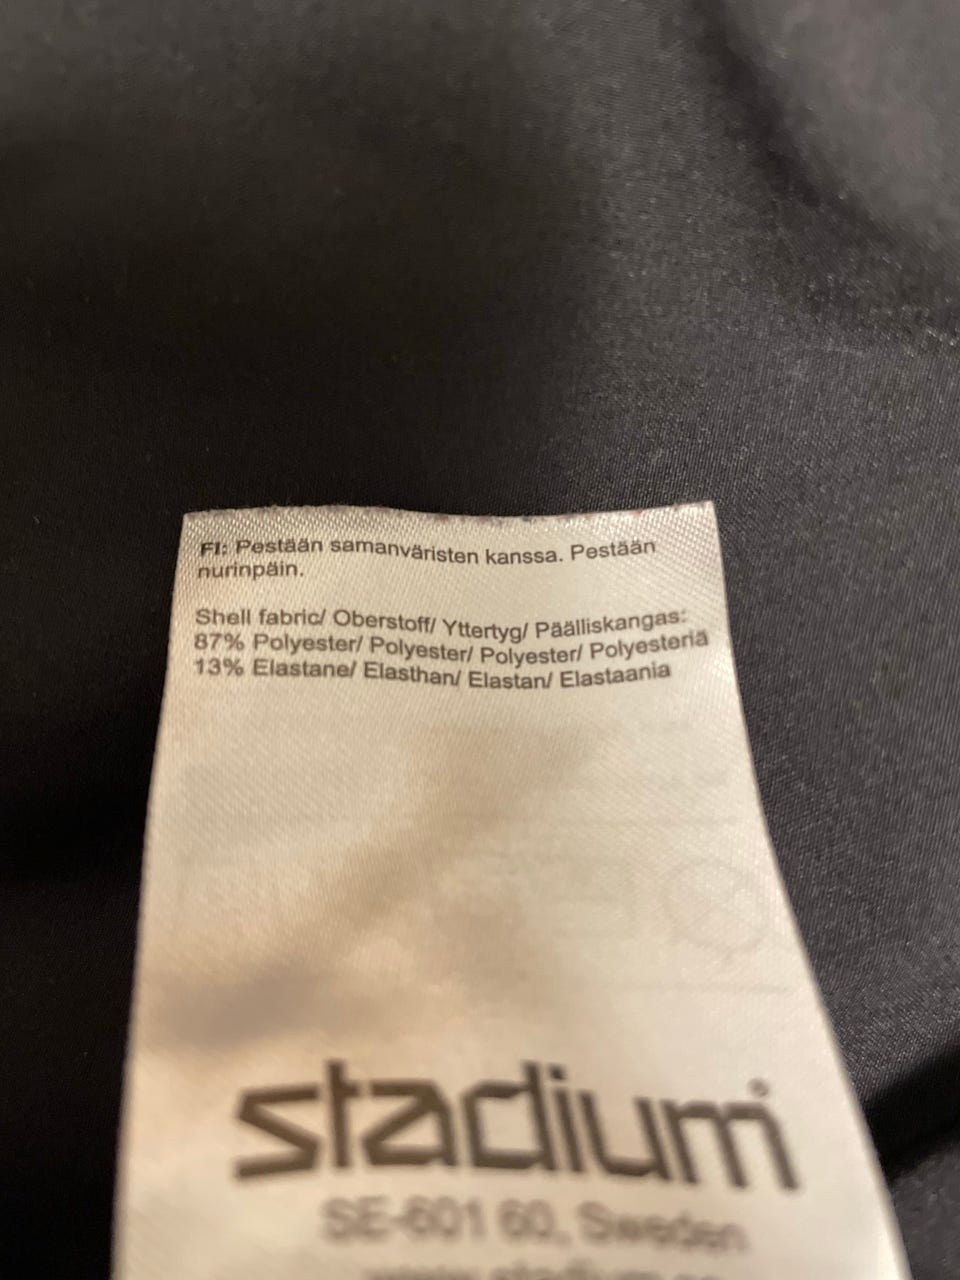 FI: Pestään samanväristen kanssa. Pestään
nurinpäin.
Shell fabric/ Oberstoff/ Yttertyg/ Päälliskangas:
87% Polyester/ Polyester/ Polyester/ Polyesteriä
13% Elastane/ Elasthan/ Elastan/ Elastaania
stadium®
SE-601 60, Sweden